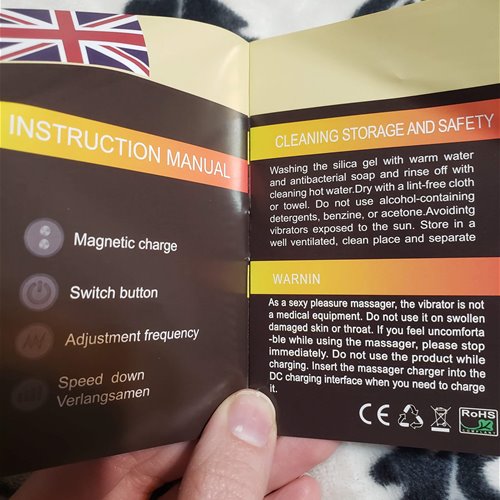 INSTRUCTION MANUAL
Magnetic charge
Switch button
Adjustment frequency
Speed down
Verlangsamen
CLEANING STORAGE AND SAFETY
Washing the silica gel with warm water
and antibacterial soap and rinse off with
cleaning hot water.Dry with a lint-free cloth
or towel. Do not use alcohol-containing
detergents, benzine, or acetone.Avoidintg
vibrators exposed to the sun. Store in a
well ventilated, clean place and separate
WARNIN
As a sexy pleasure massager, the vibrator is not
a medical equipment. Do not use it on swollen
damaged skin or throat. If you feel uncomforta
-ble while using the massager, please stop
immediately. Do not use the product while
charging. Insert the massager charger into the
DC charging interface when you need to charge
it.
CE
RoHS